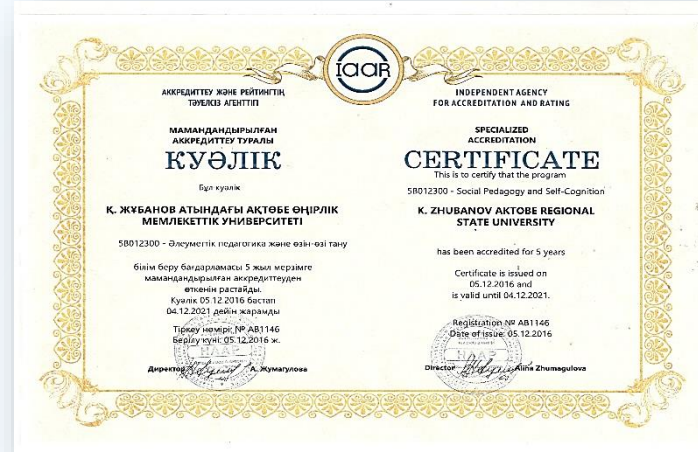 IAAR
АККРЕДИТТЕУ ЖӘНЕ РЕЙТИНГТІҢ
ТӘУЕЛСІЗ АГЕНТТІГІ
МАМАНДАНДЫРЫЛҒАН
АККРЕДИТТЕУ ТУРАЛЫ
КУӘЛІК
Бұл куәлік
Қ. ЖҰБАНОВ АТЫНДАҒЫ АҚТӨБЕ ӨҢІРЛІК
МЕМЛЕКЕТТІК УНИВЕРСИТЕТІ
5В012300 - Әлеуметтік педагогика және өзін-өзі тану
білім беру бағдарламасы 5 жыл мерзімге
мамандандырылған аккредиттеуден
өткенін растайды.
Куәлік 05.12.2016 бастап
04.12.2021 дейін жарамды
Тіркеу нөмірі: № АВ1146
Берілу күні: 05.12.2016 ж.
НААР
Директор А. Жумагулова
INDEPENDENT AGENCY
FOR ACCREDITATION AND RATING
SPECIALIZED
ACCREDITATION
CERTIFICATE
This is to certify that the program
5B012300 - Social Pedagogy and Self-Cognition
K. ZHUBANOV AKTOBE REGIONAL
STATE UNIVERSITY
has been accredited for 5 years
Certificate is issued on
05.12.2016 and
is valid until 04.12.2021.
Registration № AB1146
Date of issue: 05.12.2016
НААР
Director Alina Zhumagulova